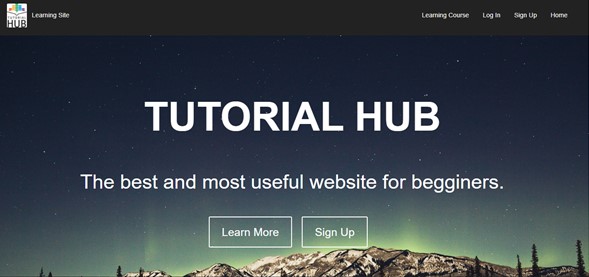 TUTORIAL
HUB
Learning Site
Learning Course
Log In
Sign Up
Home
TUTORIAL HUB
The best and most useful website for begginers.
Learn More
Sign Up